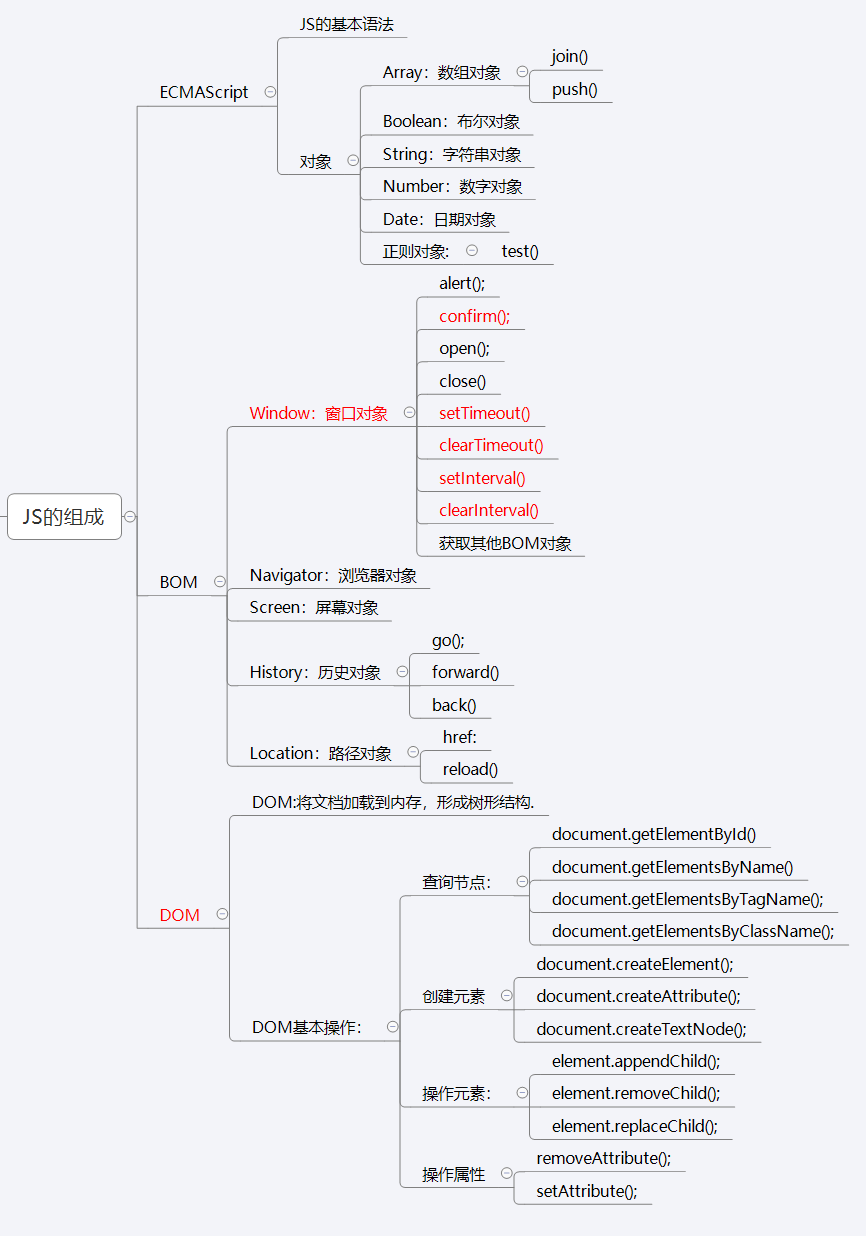 JS的组成
ECMAScript
JS的基本语法
对象
Array：数组对象
join()
push()
Boolean：布尔对象
String：字符串对象
Number：数字对象
Date：日期对象
正则对象:
test()
BOM
Window：窗口对象
alert();
confirm();
open();
close()
setTimeout()
clearTimeout()
setInterval()
clearInterval()
获取其他BOM对象
Navigator：浏览器对象
Screen：屏幕对象
History：历史对象
go();
forward()
back()
Location：路径对象
href:
reload()
DOM
DOM:将文档加载到内存，形成树形结构.
DOM基本操作：
查询节点：
document.getElementById()
document.getElementsByName()
document.getElementsByTagName();
document.getElementsByClassName();
创建元素
document.createElement();
document.createAttribute();
document.createTextNode();
操作元素：
element.appendChild();
element.removeChild();
element.replaceChild();
操作属性
removeAttribute();
setAttribute();